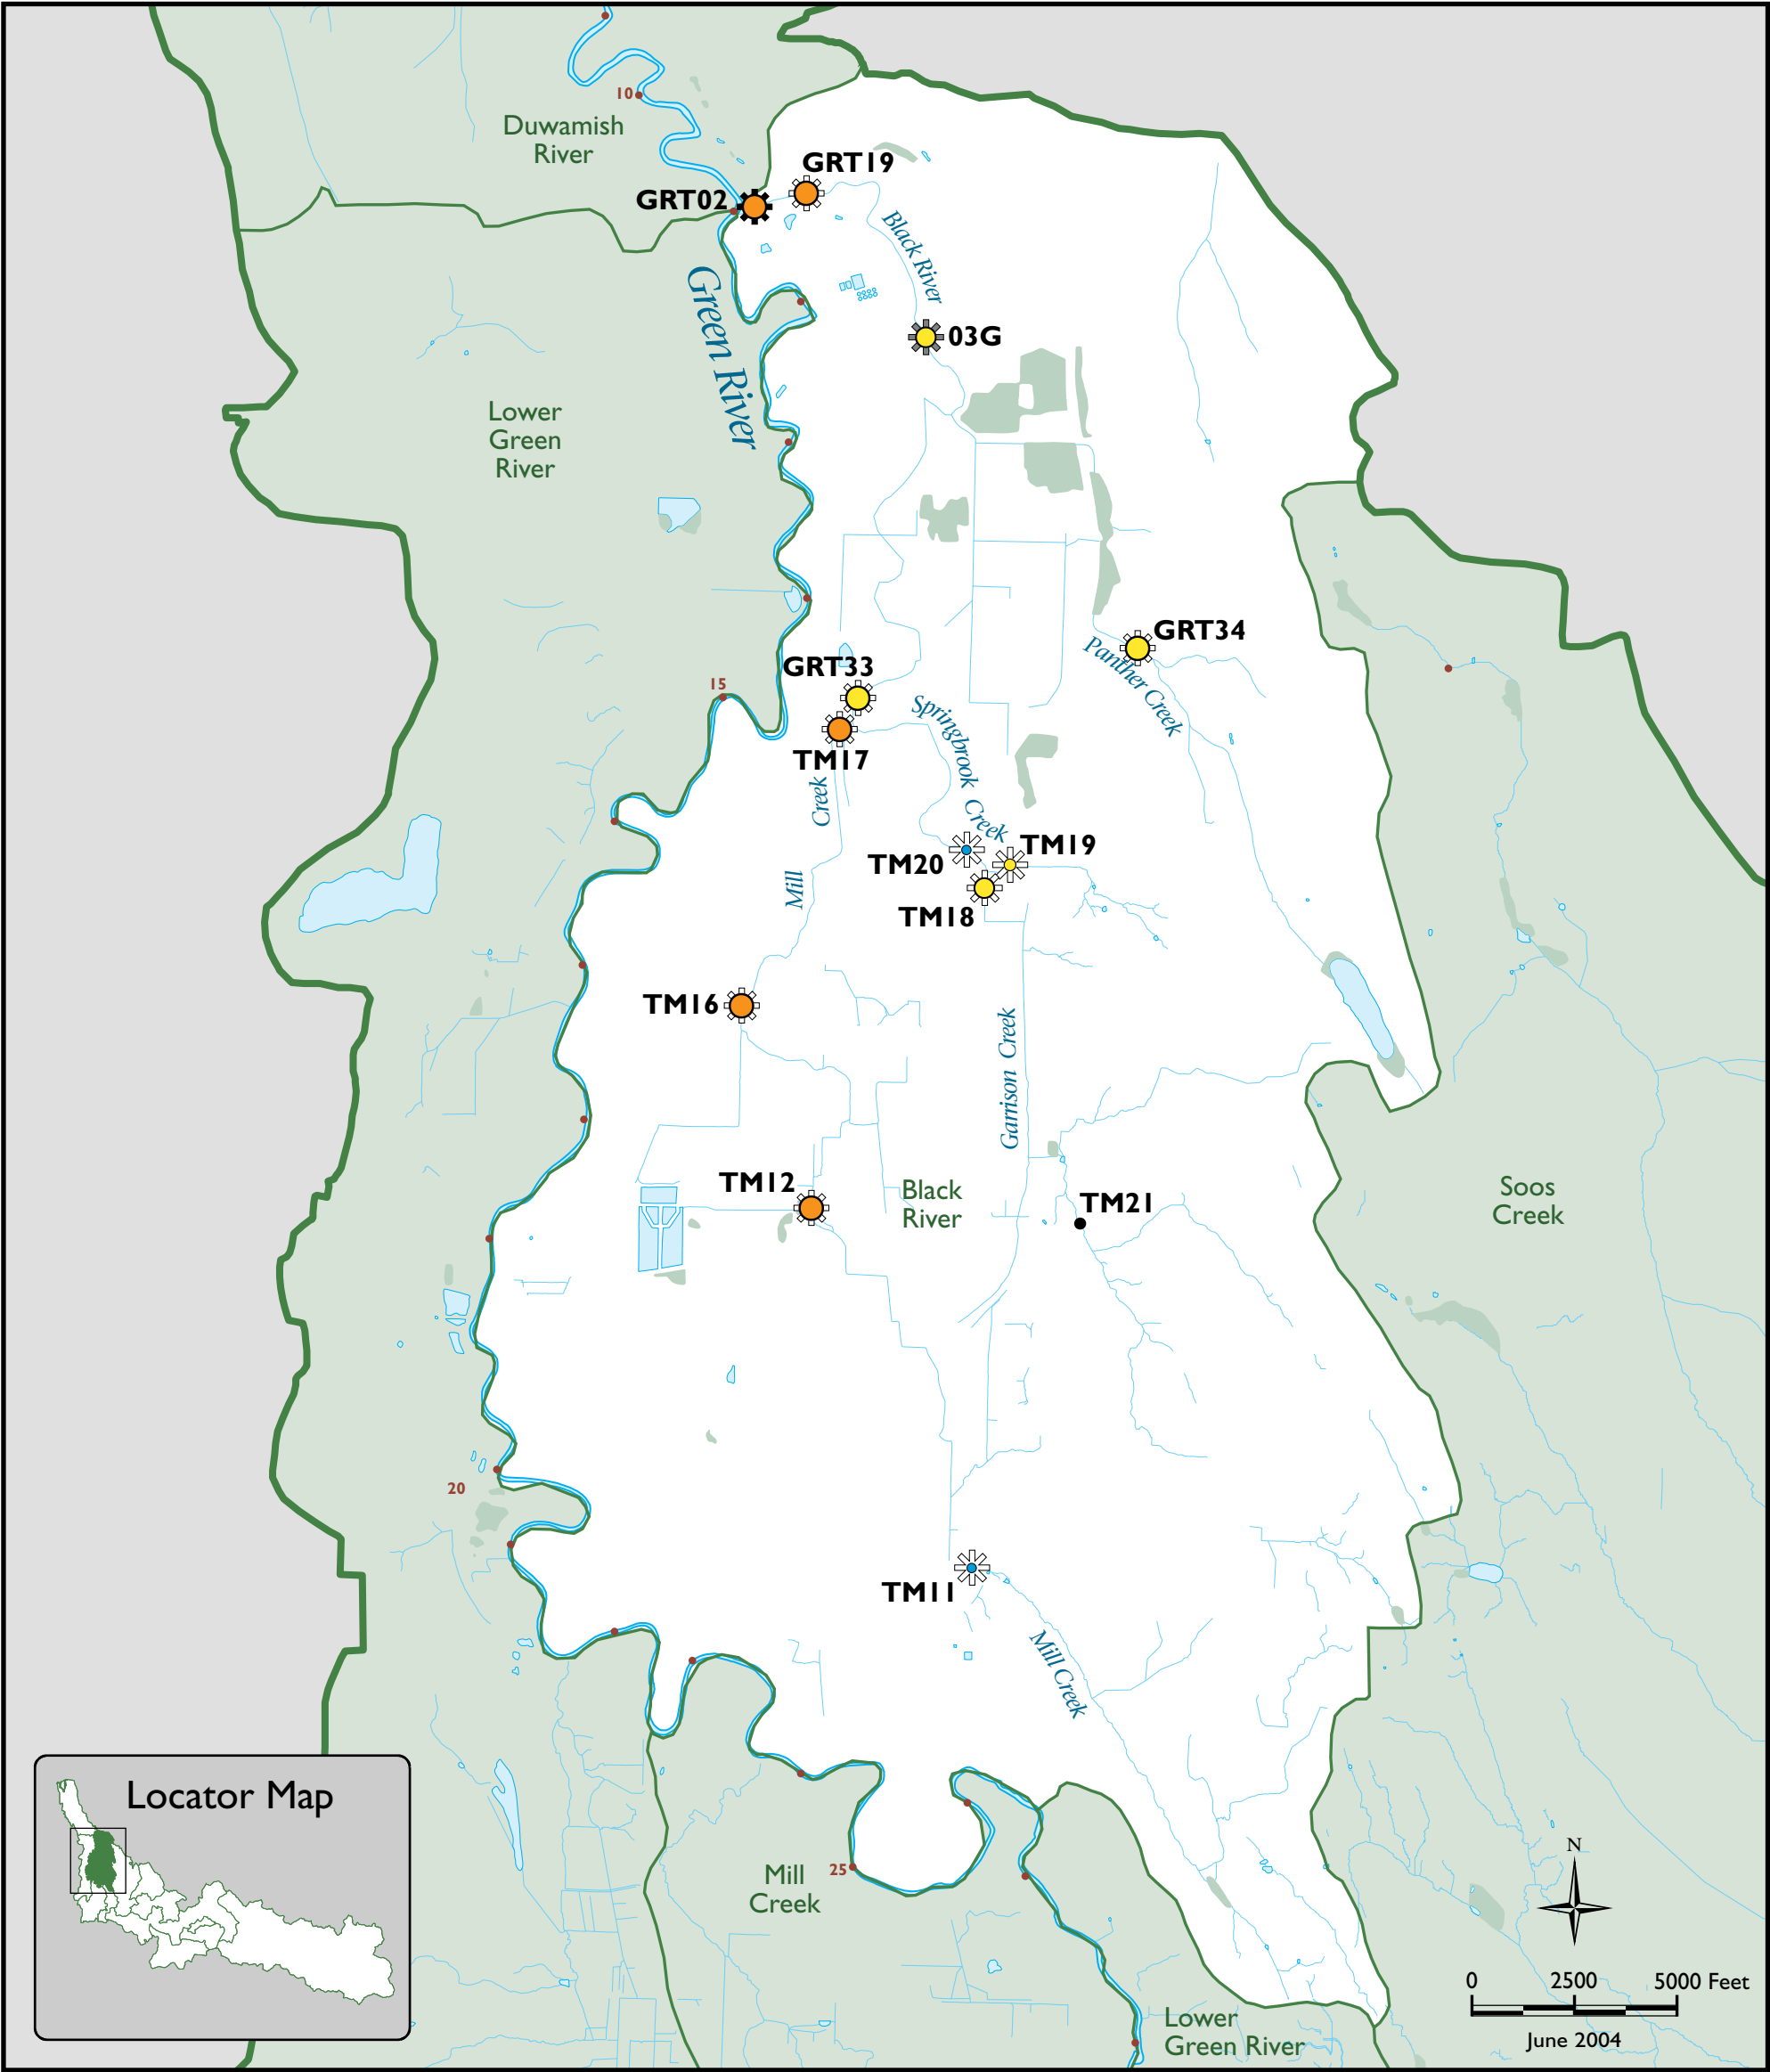 10
Duwamish
River
GRT19
GRT02
Black River
Green River
03G
Lower
Green
River
GRT34
Panther Creek
GRT33
15
TM17
Springbrook Creek
Mill Creek
TM19
TM20
TM18
TM16
Garrison Creek
TM12
Black
River
TM21
Soos
Creek
20
TM11
Mill Creek
Locator Map
Mill
Creek
25
N
0 2500 5000 Feet
June 2004
Lower
Green River